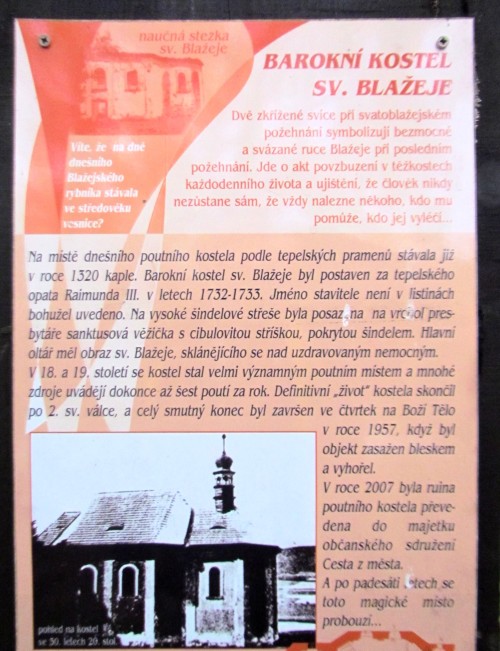 naučná stezka
sv. Blažeje
BAROKNÍ KOSTEL
SV. BLAŽEJE
Dvě zkřížené svíce při svatoblažejském
požehnání symbolizují bezmocné
a svázané ruce Blažeje při posledním
požehnání. Jde o akt povzbuzení v těžkostech
každodenního života a ujištění, že člověk nikdy
nezůstane sám, že vždy nalezne někoho, kdo mu
pomůže, kdo jej vyléčí...
Víte, že na dně
dnešního
Blažejského
rybníka stávala
ve středověku
vesnice?
Na místě dnešního poutního kostela podle tepelských pramenů stávala již
v roce 1320 kaple. Barokní kostel sv. Blažeje byl postaven za tepelského
opata Raimunda III. v letech 1732-1733. Jméno stavitele není v listinách
bohužel uvedeno. Na vysoké šindelové střeše byla na pres-
bytáře sanktusová věžička s cibulovitou stříškou, pokrytou šindelem. Hlavní
oltář měl obraz sv. Blažeje, sklánějícího se nad uzdravovaným nemocným.
V 18. a 19. století se kostel stal velmi významným poutním místem a mnohé
zdroje uvádějí dokonce až šest poutí za rok. Definitivní „život" kostela skončil
po 2. sv. válce, a celý smutný konec byl završen ve čtvrtek na Boží Tělo
v roce 1957, když byl
objekt zasažen bleskem
a vyhořel.
V roce 2007 byla ruina
poutního kostela převe-
dena do majetku
občanského sdružení
Cesta z města.
A po padesáti letech se
toto magické místo
probouzí...
pohled na kostel
ve 30. letech 20. stol.